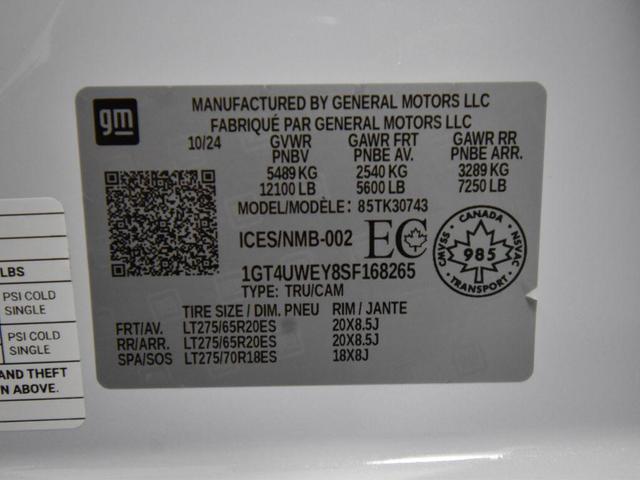 gm
MANUFACTURED BY GENERAL MOTORS LLC
FABRIQUÉ PAR GENERAL MOTORS LLC
10/24 GVWR GAWR FRT GAWR RR
PNBV PNBE AV. PNBE ARR.
5489 KG 2540 KG 3289 KG
12100 LB 5600 LB 7250 LB
MODEL/MODÈLE: 85TK30743
ICES/NMB-002 EC
CANADA
CMVSS 985 NSVAC
TRANSPORT
1GT4UWEY8SF168265
TYPE: TRU/CAM
TIRE SIZE / DIM. PNEU RIM / JANTE
FRT/AV. LT275/65R20ES 20X8.5J
RR/ARR. LT275/65R20ES 20X8.5J
SPA/SOS LT275/70R18ES 18X8J
LBS
PSI COLD
SINGLE
PSI COLD
SINGLE
AND THEFT
N ABOVE.